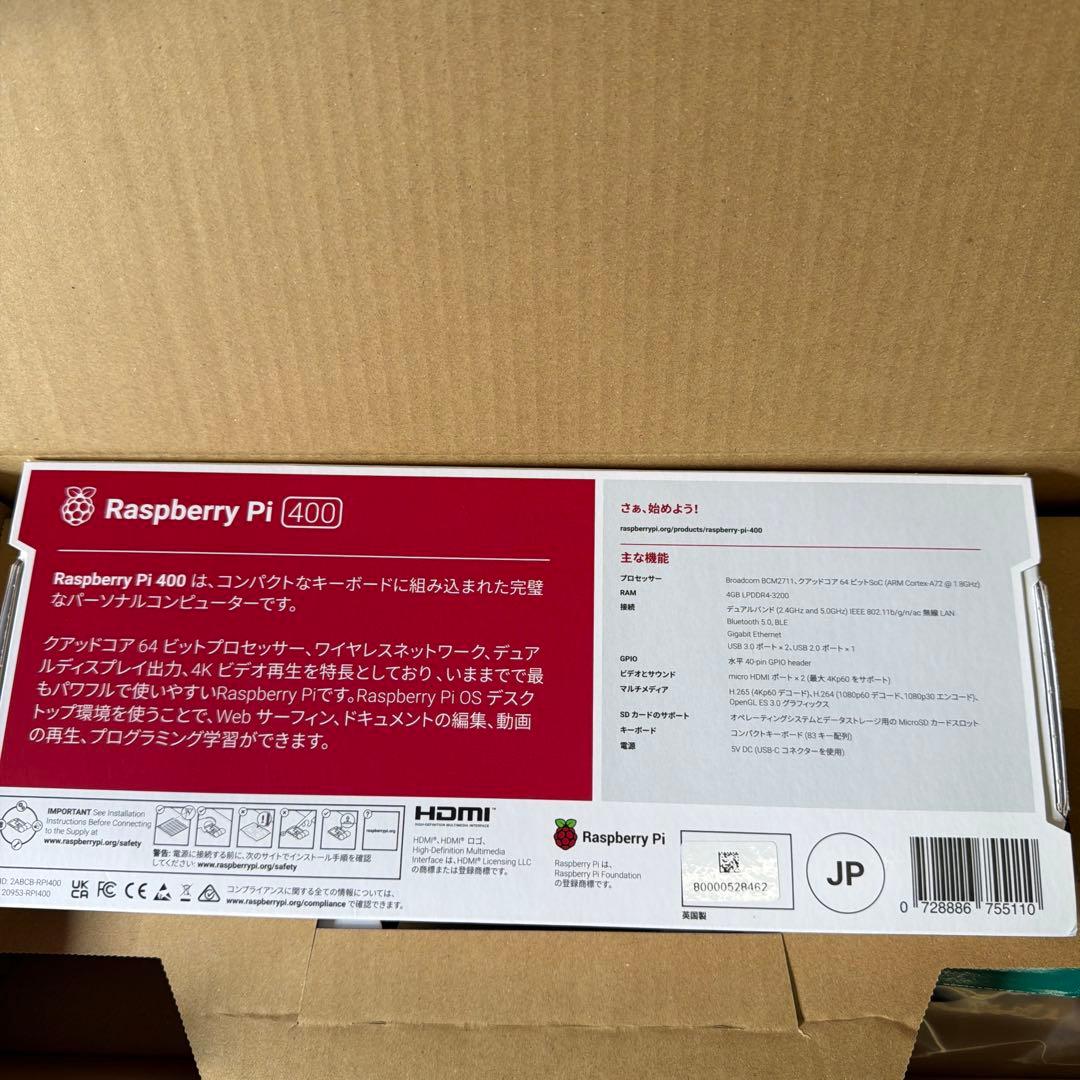 Raspberry Pi 400
Raspberry Pi 400 は、コンパクトなキーボードに組み込まれた完璧
なパーソナルコンピューターです。
クアッドコア 64 ビットプロセッサー、ワイヤレスネットワーク、デュア
ルディスプレイ出力、4K ビデオ再生を特長としており、いままでで最
もパワフルで使いやすいRaspberry Piです。Raspberry Pi OS デスク
トップ環境を使うことで、Web サーフィン、ドキュメントの編集、動画
の再生、プログラミング学習ができます。
さぁ、始めよう!
raspberrypi.org/products/raspberry-pi-400
主な機能
プロセッサー Broadcom BCM2711、クアッドコア 64 ビットSoC (ARM Cortex-A72 @ 1.8GHz)
RAM 4GB LPDDR4-3200
接続 デュアルバンド (2.4GHz and 5.0GHz) IEEE 802.11b/g/n/ac 無線 LAN
Bluetooth 5.0, BLE
Gigabit Ethernet
USB 3.0 ポート × 2、USB 2.0 ポート × 1
GPIO 水平 40-pin GPIO header
ビデオとサウンド micro HDMI ポート × 2 (最大 4Kp60 をサポート)
マルチメディア H.265 (4Kp60 デコード)、H.264 (1080p60 デコード、1080p30 エンコード)、
OpenGL ES 3.0 グラフィックス
SD カードのサポート オペレーティングシステムとデータストレージ用の MicroSD カードスロット
キーボード コンパクトキーボード (83 キー配列)
電源 5V DC (USB-C コネクターを使用)
IMPORTANT See Installation
Instructions Before Connecting
to the Supply at
www.raspberrypi.org/safety
raspberrypi.org
警告: 電源に接続する前に、次のサイトでインストール手順を確認
してください: www.raspberrypi.org/safety
ID: 2ABCB-RPI400
20953-RPI400
UK
CA
FC
CE
コンプライアンスに関する全ての情報については、
www.raspberrypi.org/compliance で確認できます。
HDMI™
HIGH-DEFINITION MULTIMEDIA INTERFACE
HDMI®、HDMI® ロゴ、
High-Definition Multimedia
Interface は、HDMI® Licensing LLC
の商標または登録商標です。
Raspberry Pi
Raspberry Pi は、
Raspberry Pi Foundation
の登録商標です。
80000528462
英国製
JP
0 728886 755110